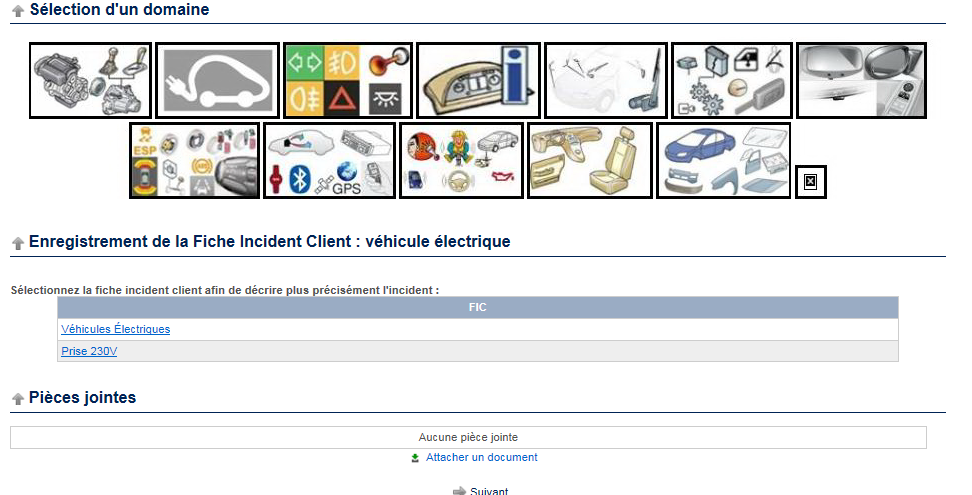 Sélection d'un domaine
ESP
GPS
Enregistrement de la Fiche Incident Client : véhicule électrique
Sélectionnez la fiche incident client afin de décrire plus précisément l'incident :
FIC
Véhicules Électriques
Prise 230V
Pièces jointes
Aucune pièce jointe
Attacher un document
Suivant